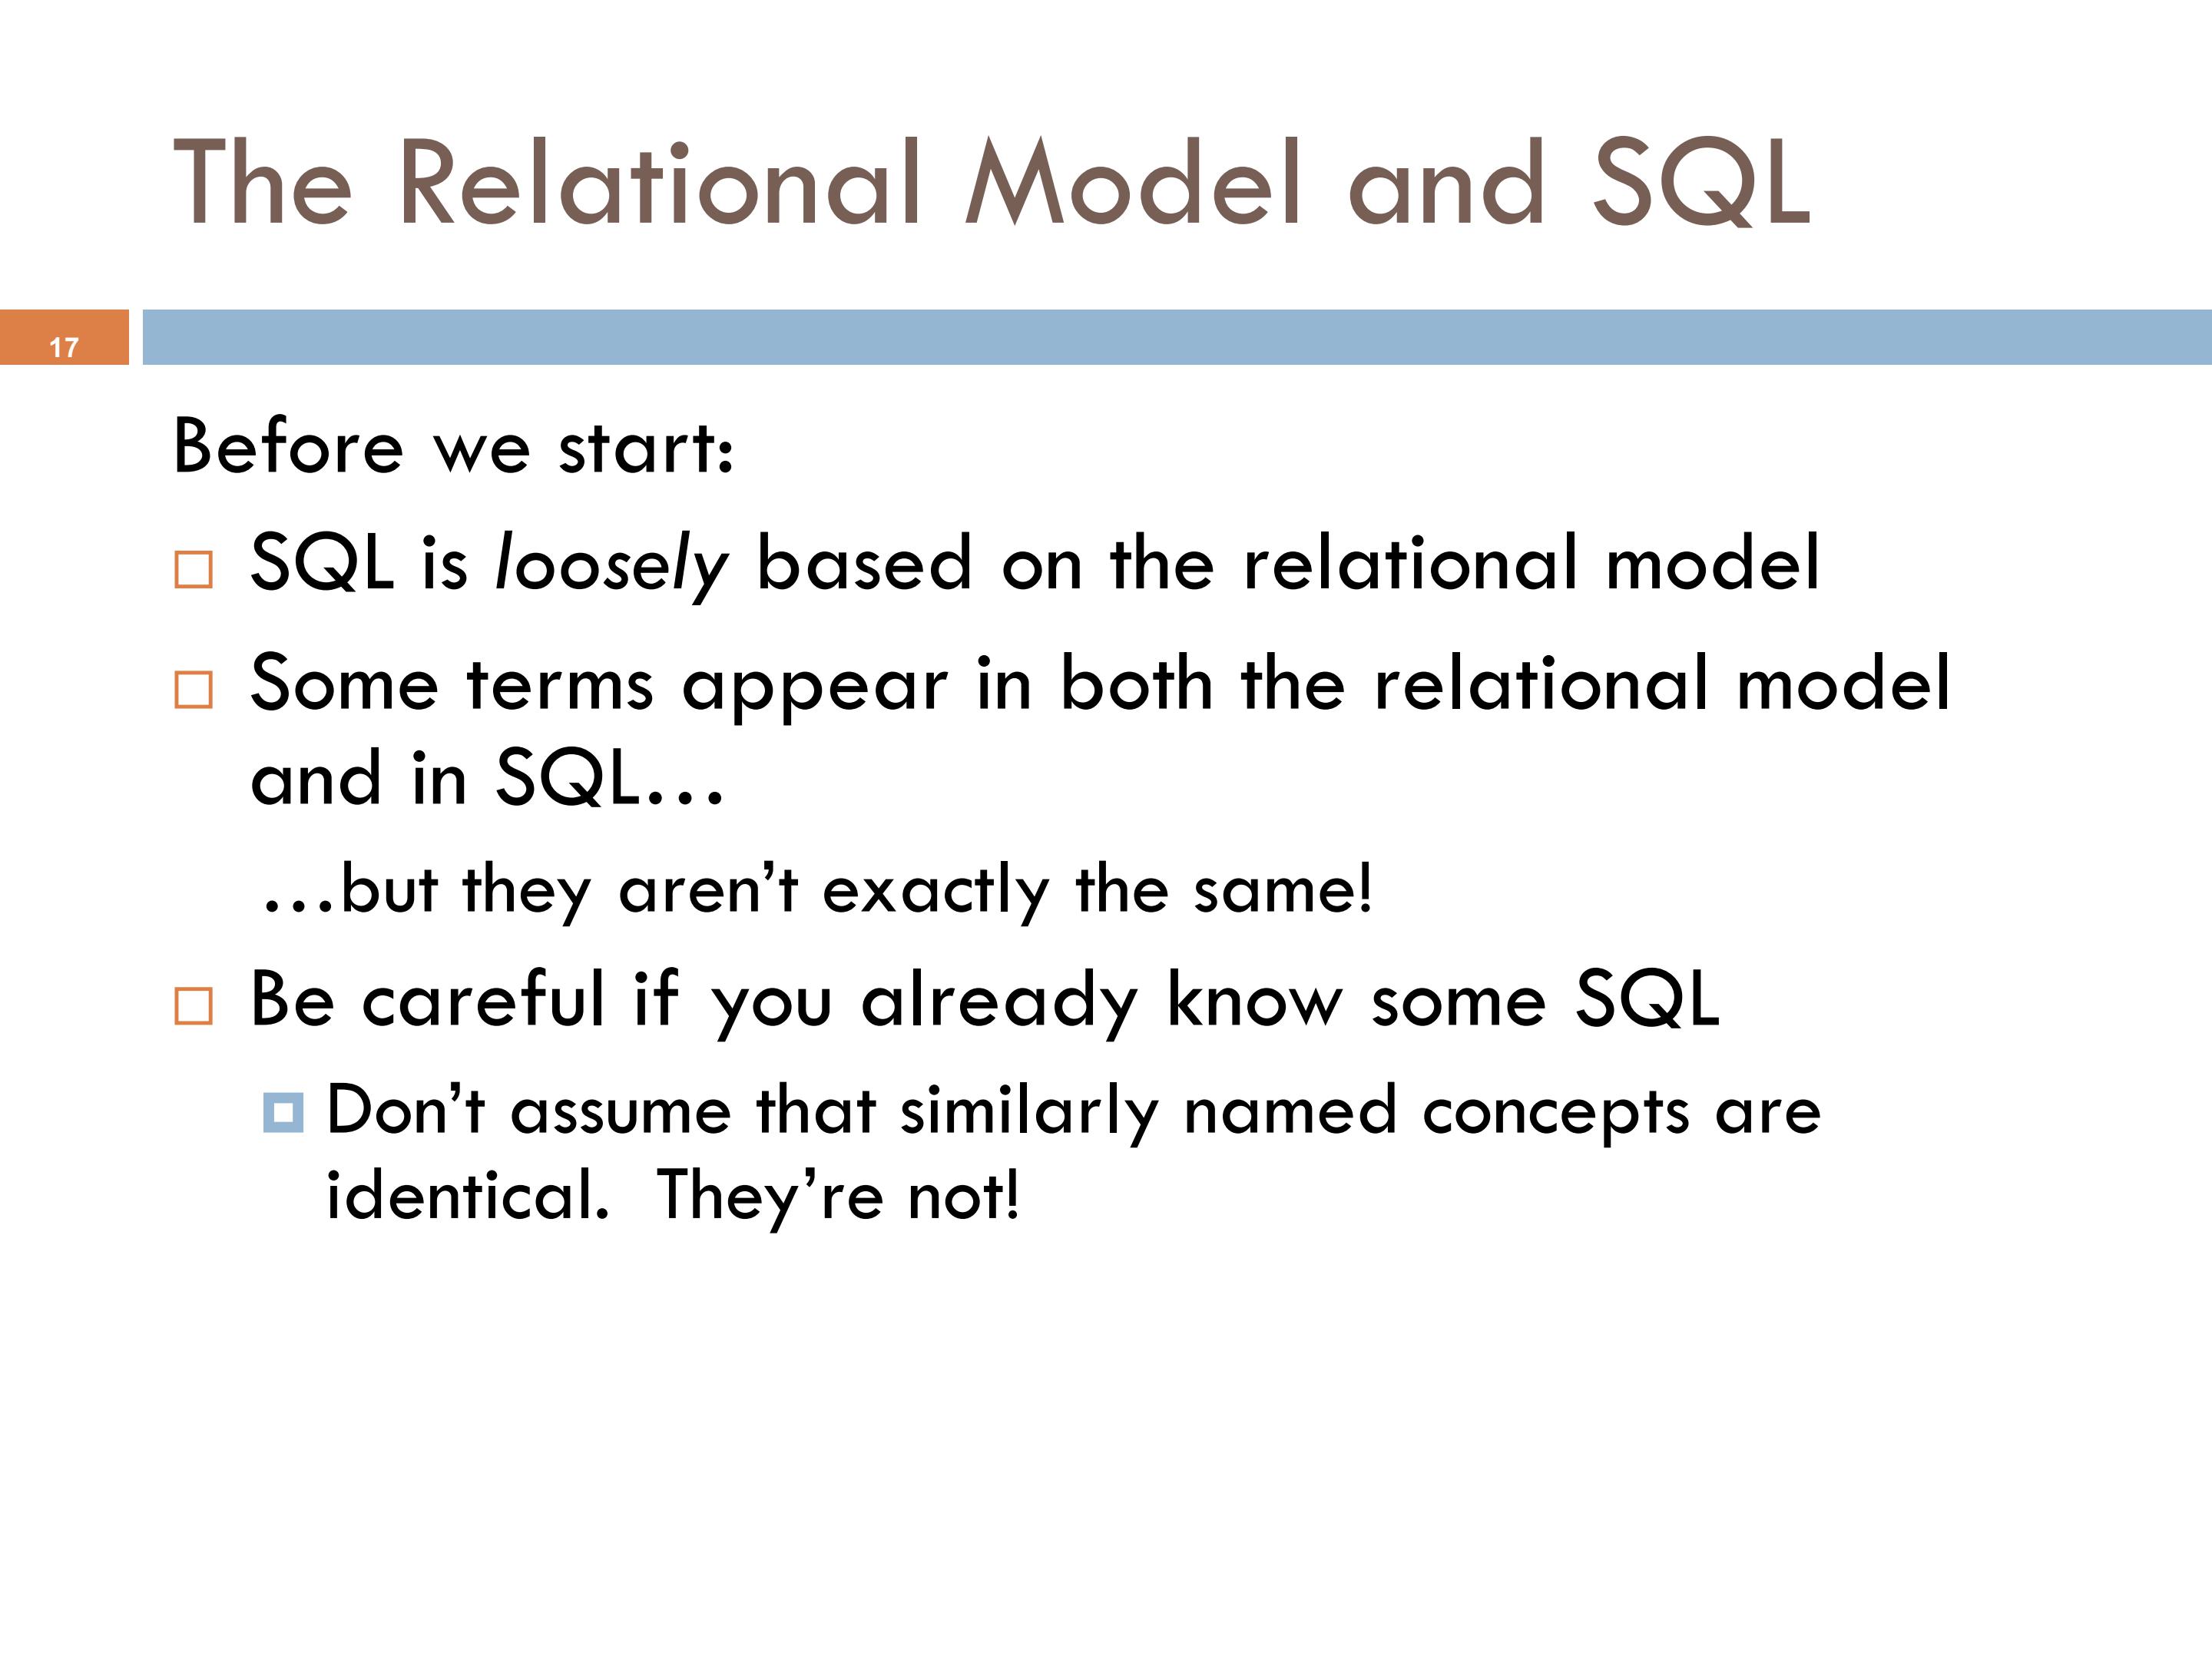 The Relational Model and SQL
17
Before we start:
SQL is loosely based on the relational model
Some terms appear in both the relational model
and in SQL…
…but they aren’t exactly the same!
Be careful if you already know some SQL
Don’t assume that similarly named concepts are
identical.  They’re not!